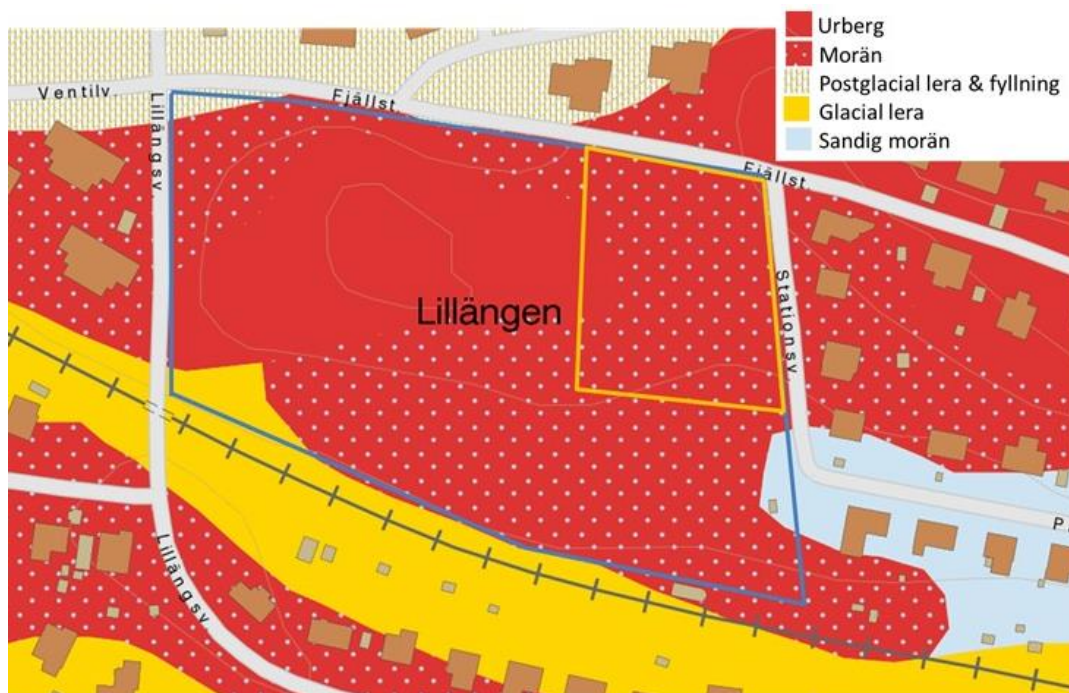 Urberg
Morän
Postglacial lera & fyllning
Glacial lera
Sandig morän
Ventilv.
Fjällst.
Lillängsv.
Fjällst.
Stationsv.
Lillängen
P
Lillängsv.